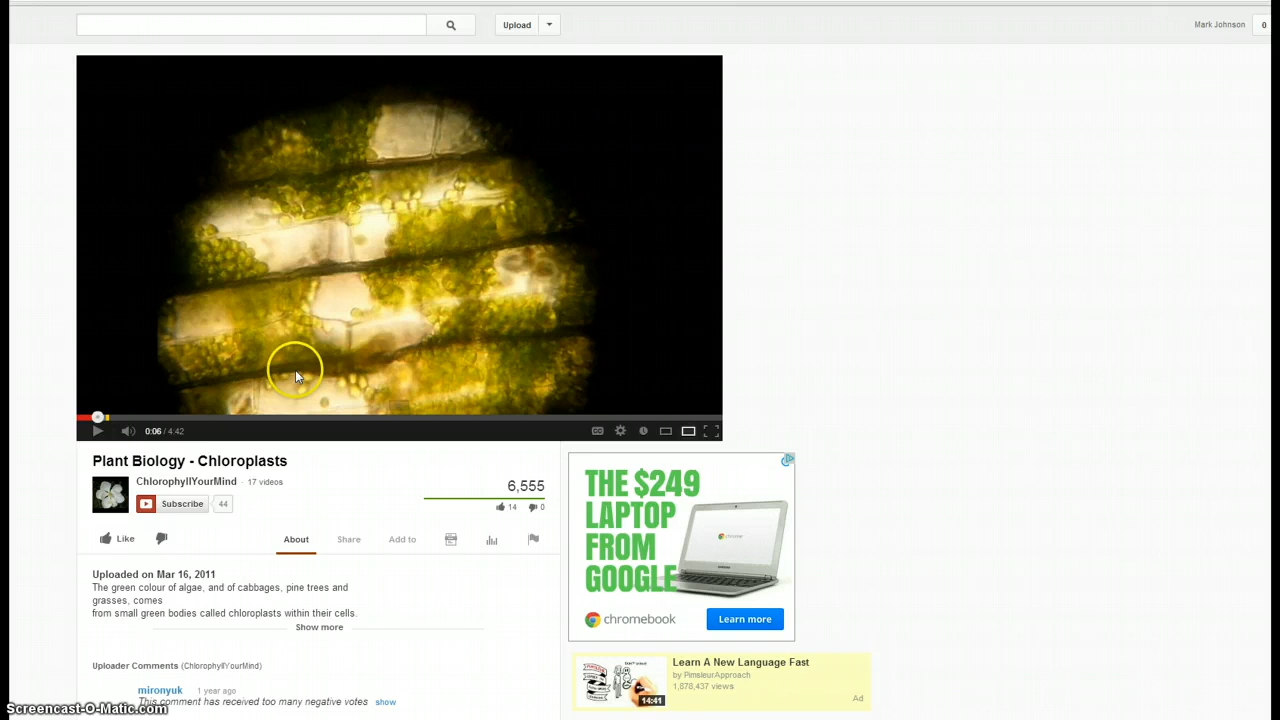 Upload
Mark Johnson
0
0:06 / 4:42
Plant Biology - Chloroplasts
ChlorophyllYourMind · 17 videos
Subscribe 44
6,555
14 0
Like
About Share Add to
Uploaded on Mar 16, 2011
The green colour of algae, and of cabbages, pine trees and
grasses, comes
from small green bodies called chloroplasts within their cells.
Show more
Uploader Comments (ChlorophyllYourMind)
mironyuk 1 year ago
This comment has received too many negative votes show
THE $249
LAPTOP
FROM
GOOGLE
chrome
chromebook
Learn more
Learn A New Language Fast
by PimsleurApproach
1,878,437 views
14:41
Ad
Screencast-O-Matic.com